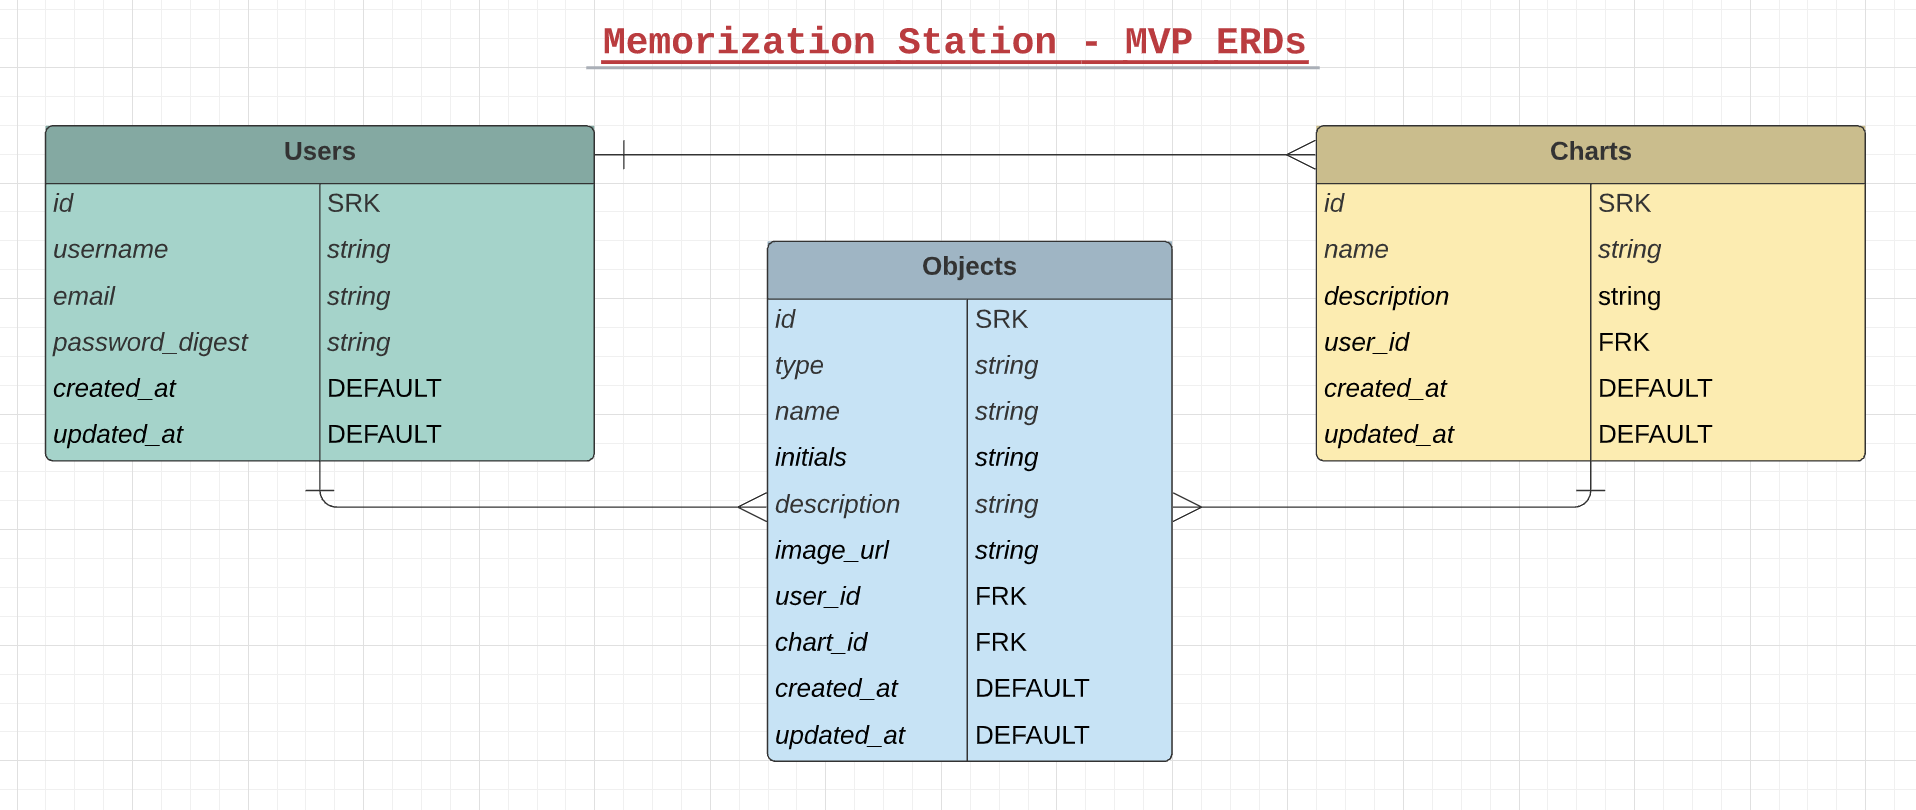 Memorization Station - MVP ERDs
Users
id SRK
username string
email string
password_digest string
created_at DEFAULT
updated_at DEFAULT
Objects
id SRK
type string
name string
initials string
description string
image_url string
user_id FRK
chart_id FRK
created_at DEFAULT
updated_at DEFAULT
Charts
id SRK
name string
description string
user_id FRK
created_at DEFAULT
updated_at DEFAULT